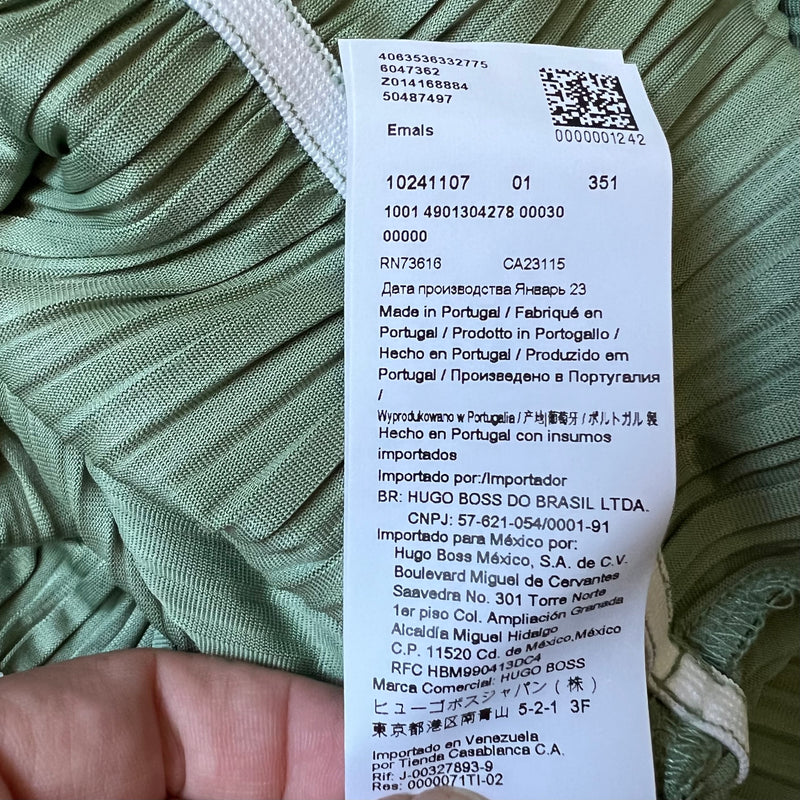 4063536332775
6047362
Z014168884
50487497
0000001242
Emals
10241107 01 351
1001 4901304278 00030
00000
RN73616 CA23115
Дата производства Январь 23
Made in Portugal / Fabriqué en
Portugal / Prodotto in Portogallo /
Hecho en Portugal / Produzido em
Portugal / Произведено в Португалия
/
Wyprodukowano w Portugalia / 产地|葡萄牙 / ポルトガル 製
Hecho en Portugal con insumos
importados
Importado por:/Importador
BR: HUGO BOSS DO BRASIL LTDA.
CNPJ: 57-621-054/0001-91
Importado para México por:
Hugo Boss México, S.A. de C.V.
Boulevard Miguel de Cervantes
Saavedra No. 301 Torre Norte
1er piso Col. Ampliación Granada
Alcaldía Miguel Hidalgo
C.P. 11520 Cd. de México,México
RFC HBM990413DC4
Marca Comercial: HUGO BOSS
ヒューゴボスジャパン ( 株 )
東京都港区南青山 5-2-1 3F
Importado en Venezuela
por Tienda Casablanca C.A.
Rif: J-00327893-9
Res: 0000071TI-02